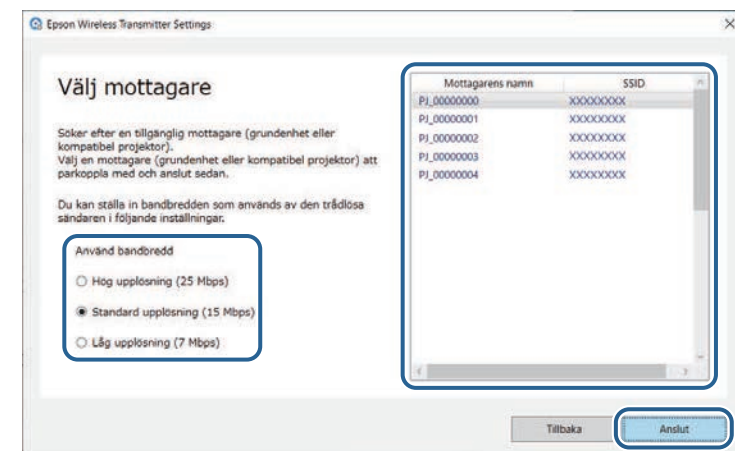 Epson Wireless Transmitter Settings
Välj mottagare
Söker efter en tillgänglig mottagare (grundenhet eller
kompatibel projektor).
Välj en mottagare (grundenhet eller kompatibel projektor) att
parkoppla med och anslut sedan.
Du kan ställa in bandbredden som används av den trådlösa
sändaren i följande inställningar.
Använd bandbredd
Hög upplösning (25 Mbps)
Standard upplösning (15 Mbps)
Låg upplösning (7 Mbps)
Mottagarens namn SSID
PJ_00000000 XXXXXXXX
PJ_00000001 XXXXXXXX
PJ_00000002 XXXXXXXX
PJ_00000003 XXXXXXXX
PJ_00000004 XXXXXXXX
Tillbaka Anslut